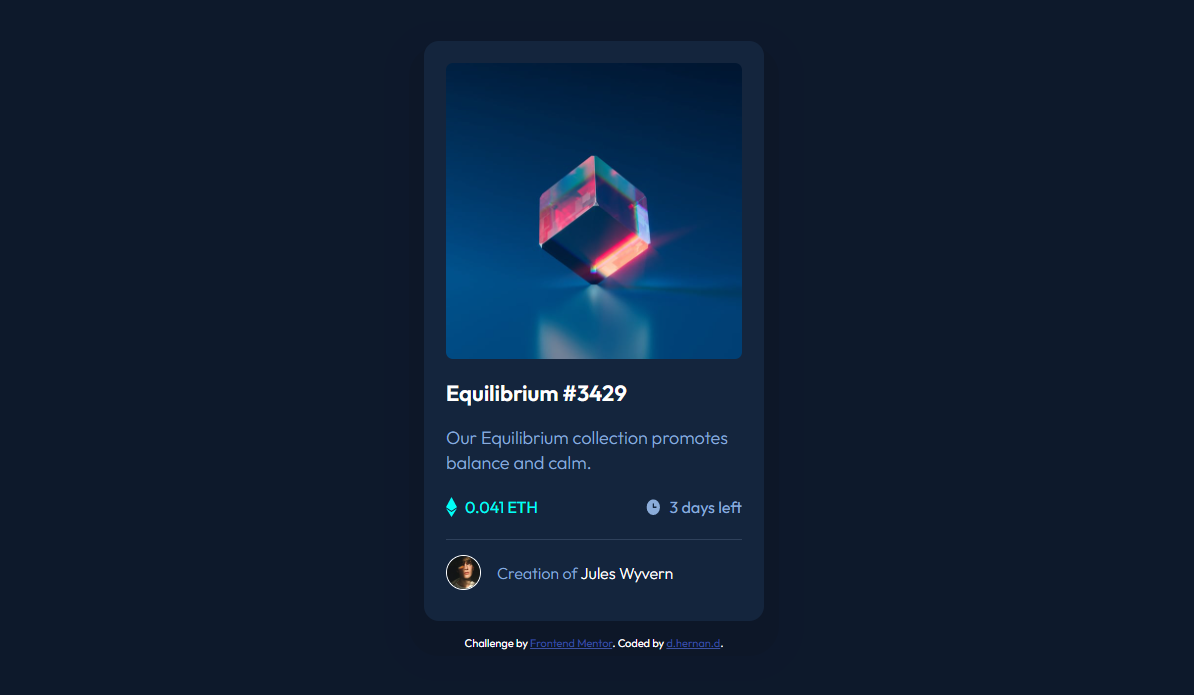 Equilibrium #3429
Our Equilibrium collection promotes
balance and calm.
0.041 ETH
3 days left
Creation of Jules Wyvern
Challenge by Frontend Mentor. Coded by d.hernan.d.